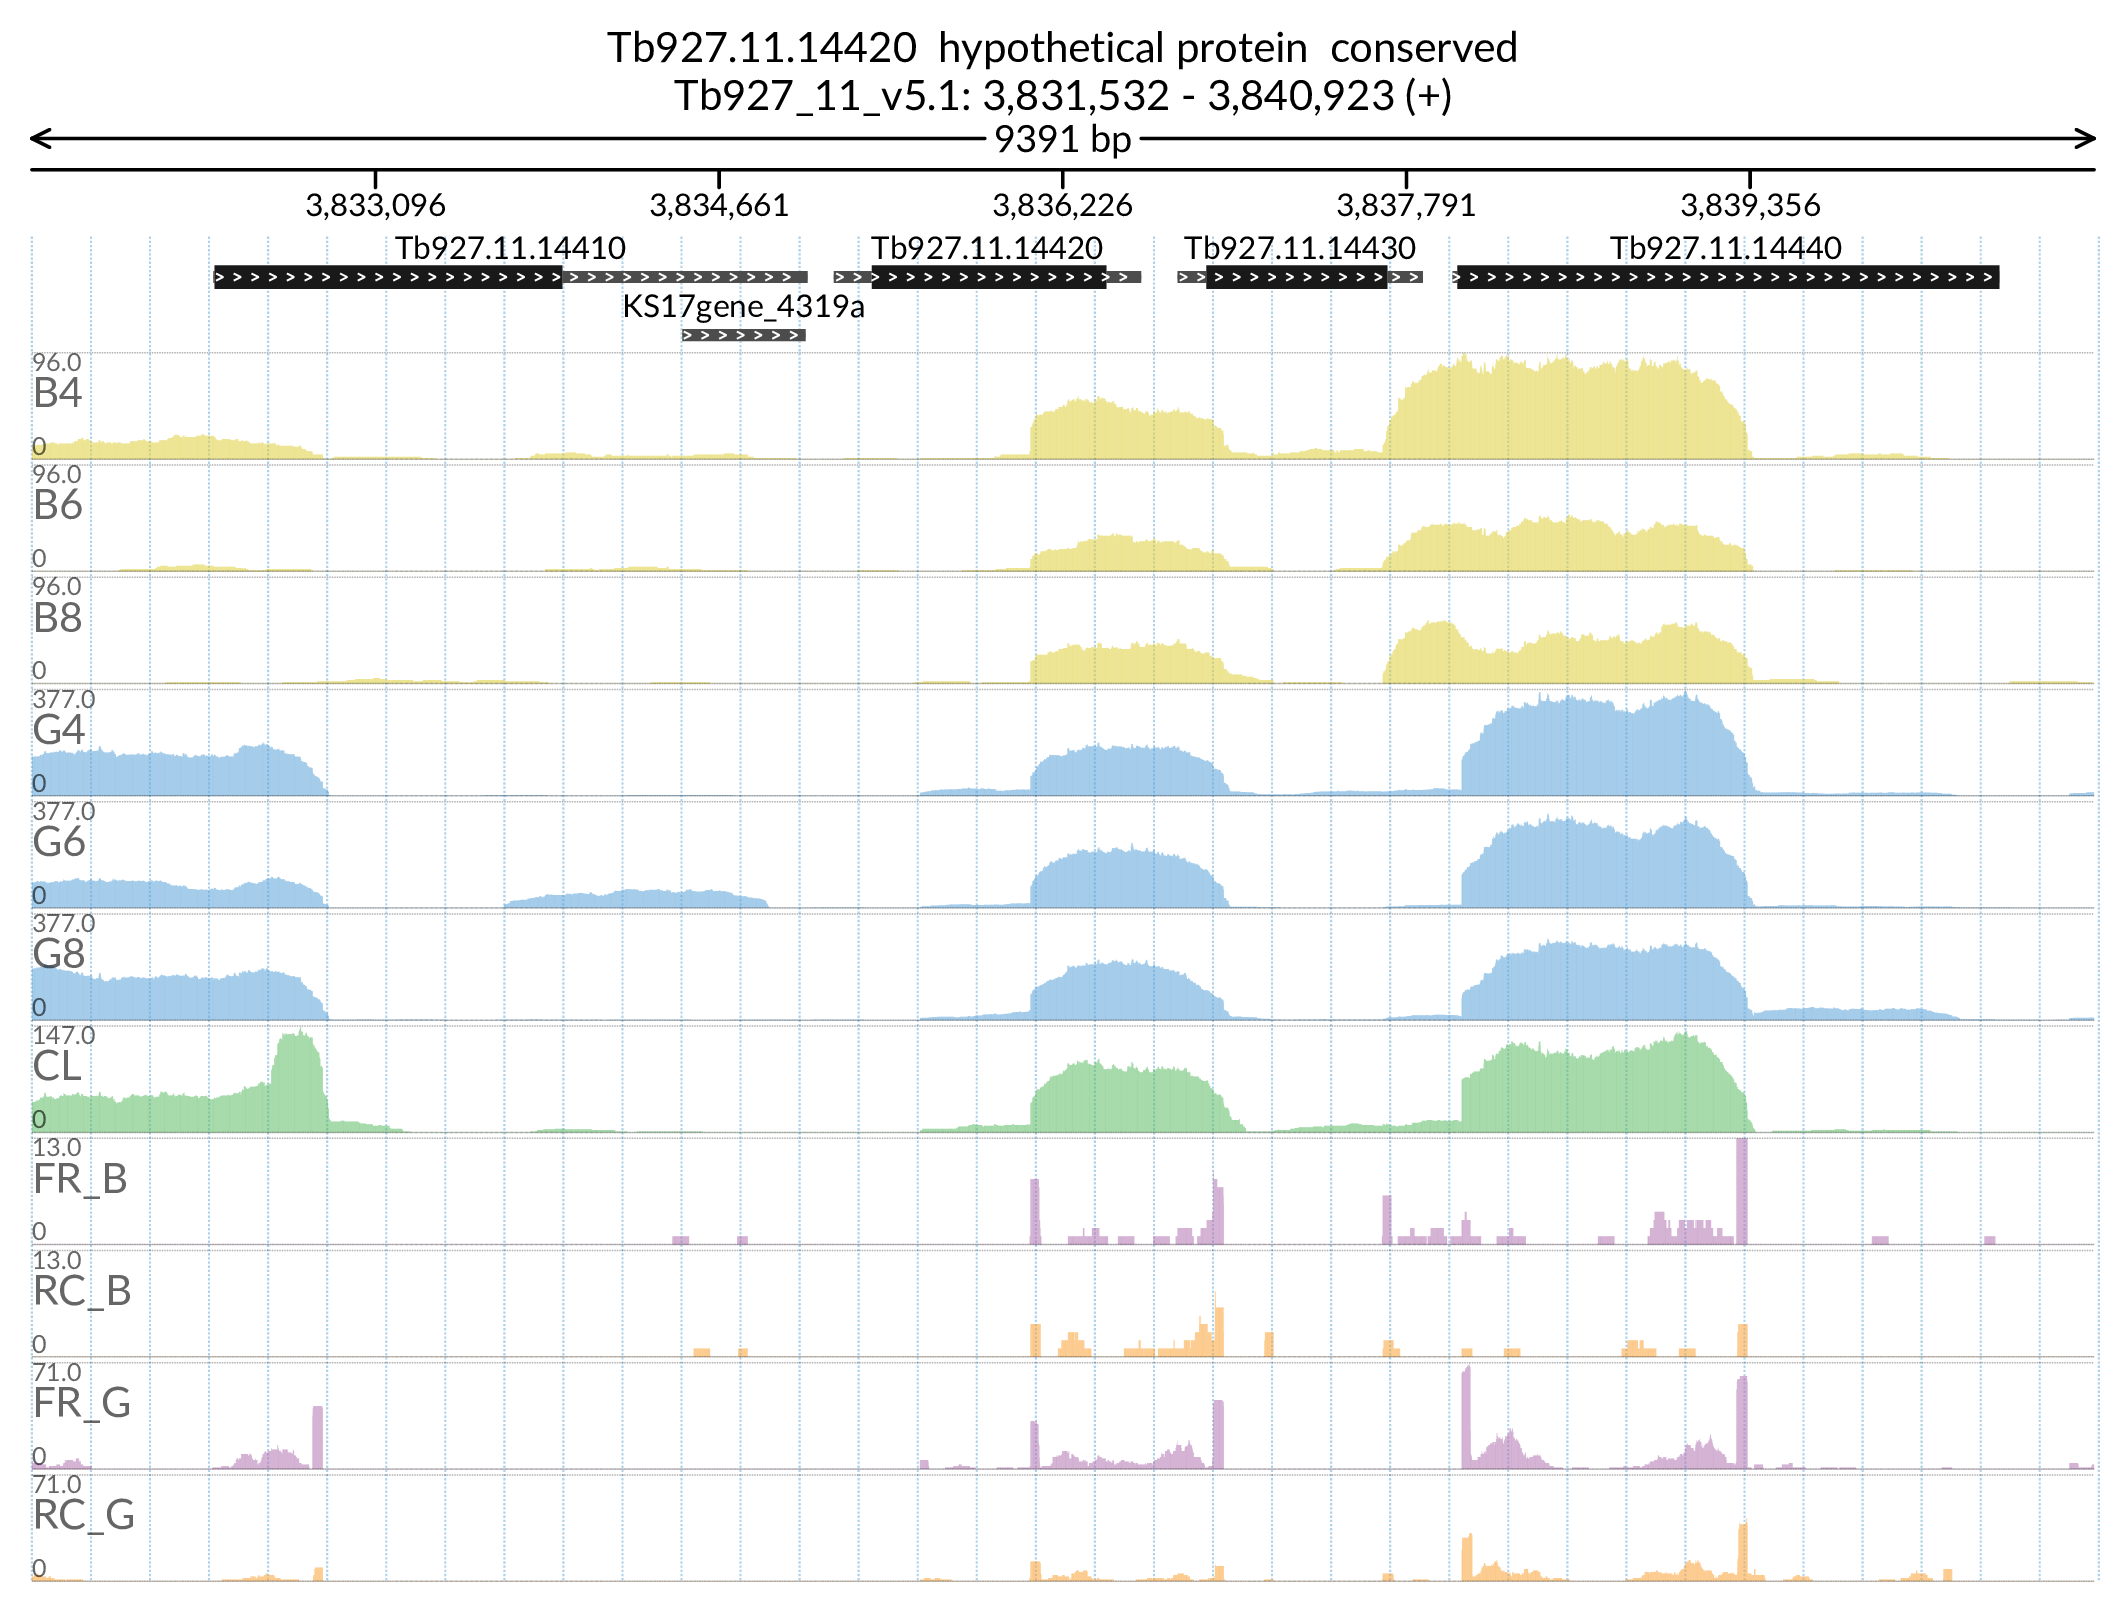 Tb927.11.14420  hypothetical protein  conserved
Tb927_11_v5.1: 3,831,532 - 3,840,923 (+)
9391 bp
3,833,096 3,834,661 3,836,226 3,837,791 3,839,356
Tb927.11.14410 Tb927.11.14420 Tb927.11.14430 Tb927.11.14440
KS17gene_4319a
96.0
B4
0
96.0
B6
0
96.0
B8
0
377.0
G4
0
377.0
G6
0
377.0
G8
0
147.0
CL
0
13.0
FR_B
0
13.0
RC_B
0
71.0
FR_G
0
71.0
RC_G
0